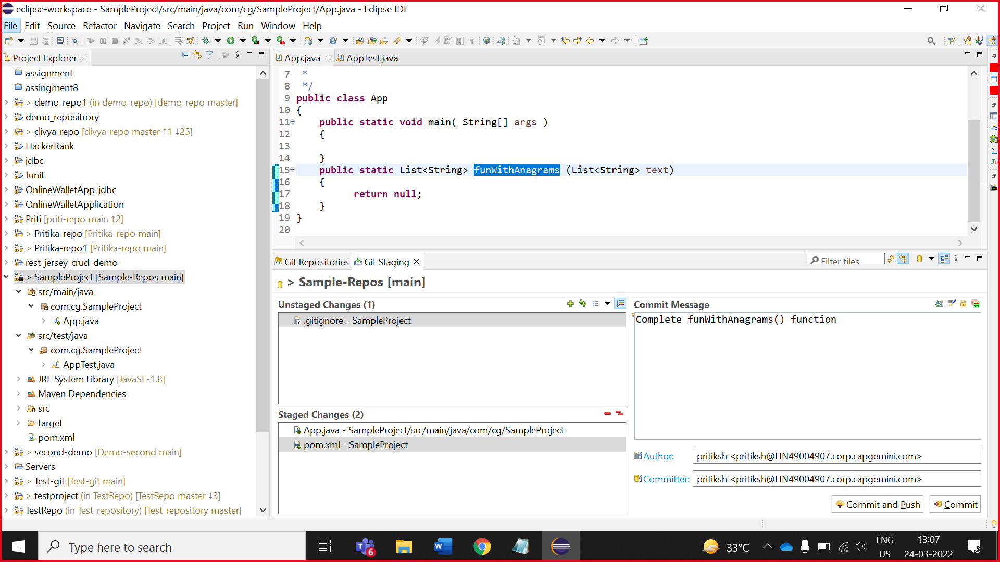 eclipse-workspace - SampleProject/src/main/java/com/cg/SampleProject/App.java - Eclipse IDE
File Edit Source Refactor Navigate Search Project Run Window Help
Project Explorer
assignment
assingment8
> demo_repo1 (in demo_repo) [demo_repo master]
demo_repositrory
> divya-repo [divya-repo master ↑1 ↓25]
HackerRank
jdbc
Junit
OnlineWalletApp-jdbc
OnlineWalletApplication
Priti [priti-repo main ↑2]
> Pritika-repo [Pritika-repo main]
> Pritika-repo1 [Pritika-repo main]
rest_jersey_crud_demo
> SampleProject [Sample-Repos main]
src/main/java
com.cg.SampleProject
App.java
src/test/java
com.cg.SampleProject
AppTest.java
JRE System Library [JavaSE-1.8]
Maven Dependencies
src
target
pom.xml
> second-demo [Demo-second main]
Servers
> Test-git [Test-git main]
> testproject (in TestRepo) [TestRepo master ↓3]
TestRepo (in Test_repository) [Test_repository master]
App.java AppTest.java
7 *
8 */
9 public class App
10 {
11 public static void main( String[] args )
12 {
13
14 }
15 public static List<String> funWithAnagrams (List<String> text)
16 {
17 return null;
18 }
19 }
20
Git Repositories Git Staging
Filter files
> Sample-Repos [main]
Unstaged Changes (1)
.gitignore - SampleProject
Staged Changes (2)
App.java - SampleProject/src/main/java/com/cg/SampleProject
pom.xml - SampleProject
Commit Message
Complete funWithAnagrams() function
Author: pritiksh <pritiksh@LIN49004907.corp.capgemini.com>
Committer: pritiksh <pritiksh@LIN49004907.corp.capgemini.com>
Commit and Push Commit
Ju
Type here to search
T 6
W
33°C
ENG
US
13:07
24-03-2022